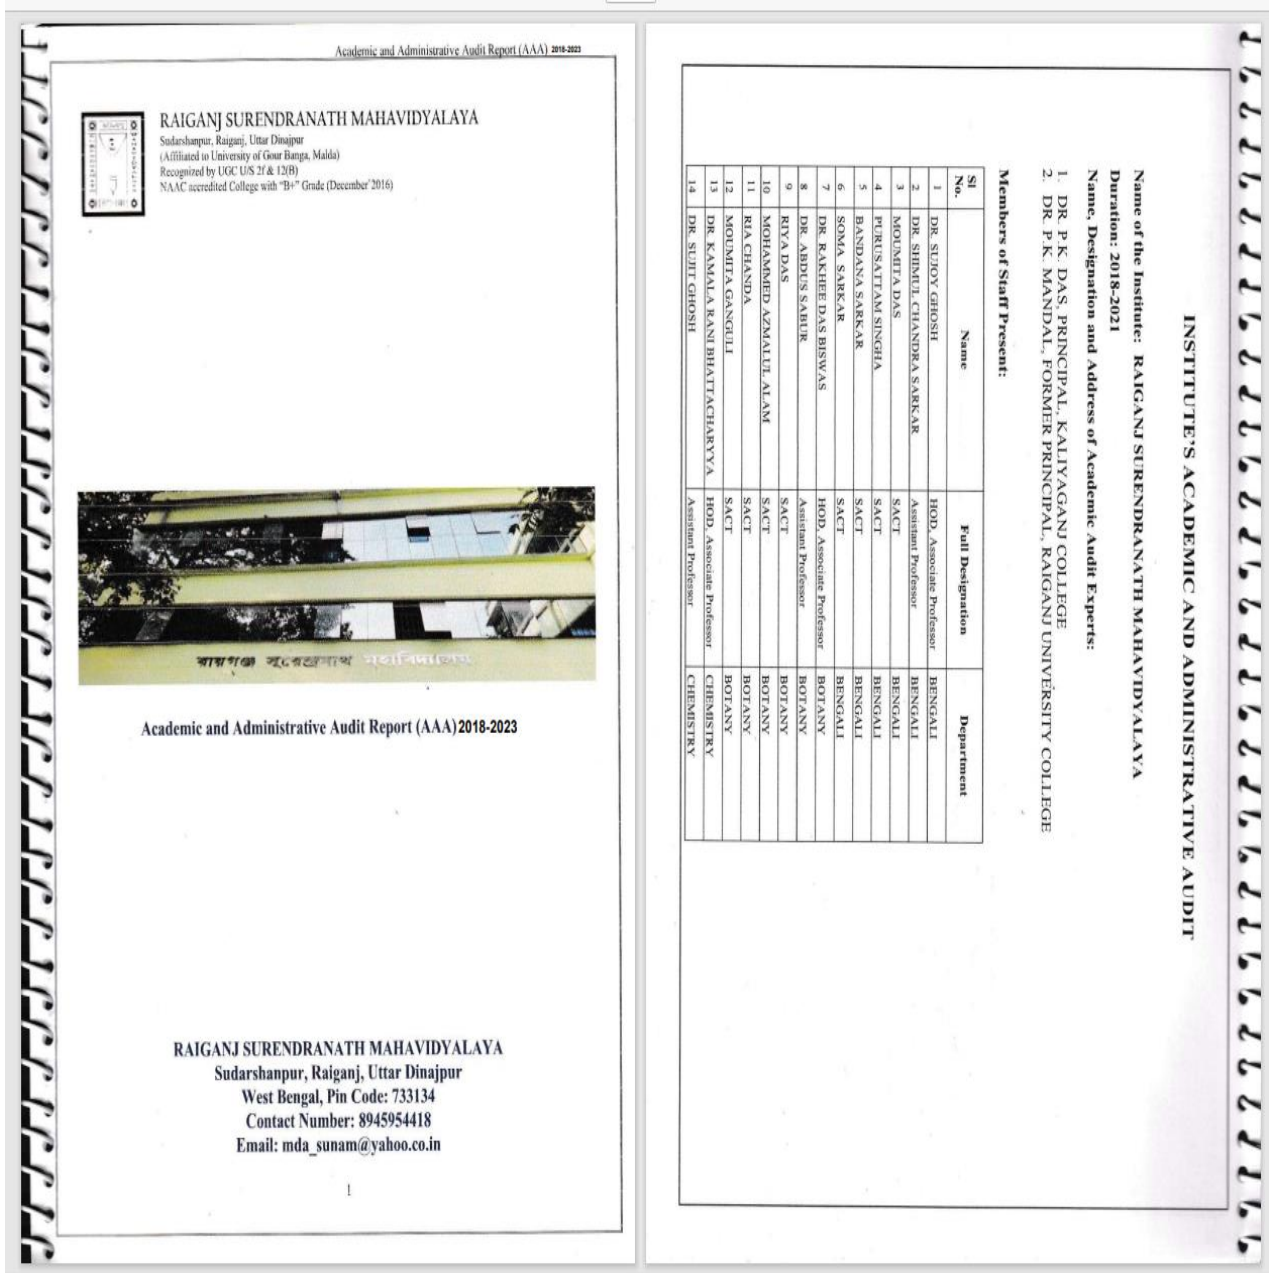 Academic and Administrative Audit Report (AAA) 2018-2023
RAIGANJ SURENDRANATH MAHAVIDYALAYA
Sudarshanpur, Raiganj, Uttar Dinajpur
(Affiliated to University of Gour Banga, Malda)
Recognized by UGC U/S 2f & 12(B)
NAAC accredited College with “B+” Grade (December’2016)
রায়গঞ্জ সুরেন্দ্রনাথ মহাবিদ্যালয়
Academic and Administrative Audit Report (AAA) 2018-2023
RAIGANJ SURENDRANATH MAHAVIDYALAYA
Sudarshanpur, Raiganj, Uttar Dinajpur
West Bengal, Pin Code: 733134
Contact Number: 8945954418
Email: mda_sunam@yahoo.co.in
1
INSTITUTE’S ACADEMIC AND ADMINISTRATIVE AUDIT
Name of the Institute: RAIGANJ SURENDRANATH MAHAVIDYALAYA
Duration: 2018-2021
Name, Designation and Address of Academic Audit Experts:
1. DR. P.K. DAS, PRINCIPAL, KALIYAGANJ COLLEGE
2. DR. P.K. MANDAL, FORMER PRINCIPAL, RAIGANJ UNIVERSITY COLLEGE
Members of Staff Present:
Sl No. Name Full Designation Department
1 DR. SUJOY GHOSH HOD, Associate Professor BENGALI
2 DR. SHIMUL CHANDRA SARKAR Assistant Professor BENGALI
3 MOUMITA DAS SACT BENGALI
4 PURUSATTAM SINGHA SACT BENGALI
5 BANDANA SARKAR SACT BENGALI
6 SOMA SARKAR SACT BENGALI
7 DR. RAKHEE DAS BISWAS HOD, Associate Professor BOTANY
8 DR. ABDUS SABUR Assistant Professor BOTANY
9 RIYA DAS SACT BOTANY
10 MOHAMMED AZMALUL ALAM SACT BOTANY
11 RIA CHANDA SACT BOTANY
12 MOUMITA GANGULI SACT BOTANY
13 DR. KAMALA RANI BHATTACHARYYA HOD, Associate Professor CHEMISTRY
14 DR. SUJIT GHOSH Assistant Professor CHEMISTRY